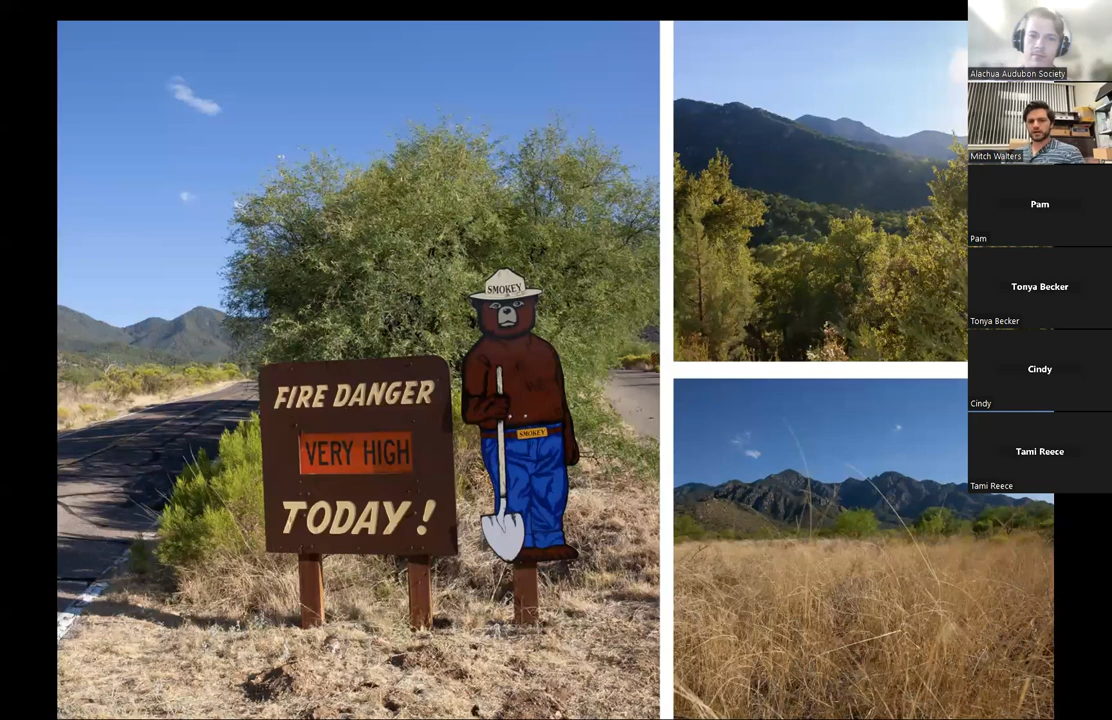 SMOKEY
FIRE DANGER
VERY HIGH
TODAY!
SMOKEY
Alachua Audubon Society
Mitch Walters
Pam
Pam
Tonya Becker
Tonya Becker
Cindy
Cindy
Tami Reece
Tami Reece